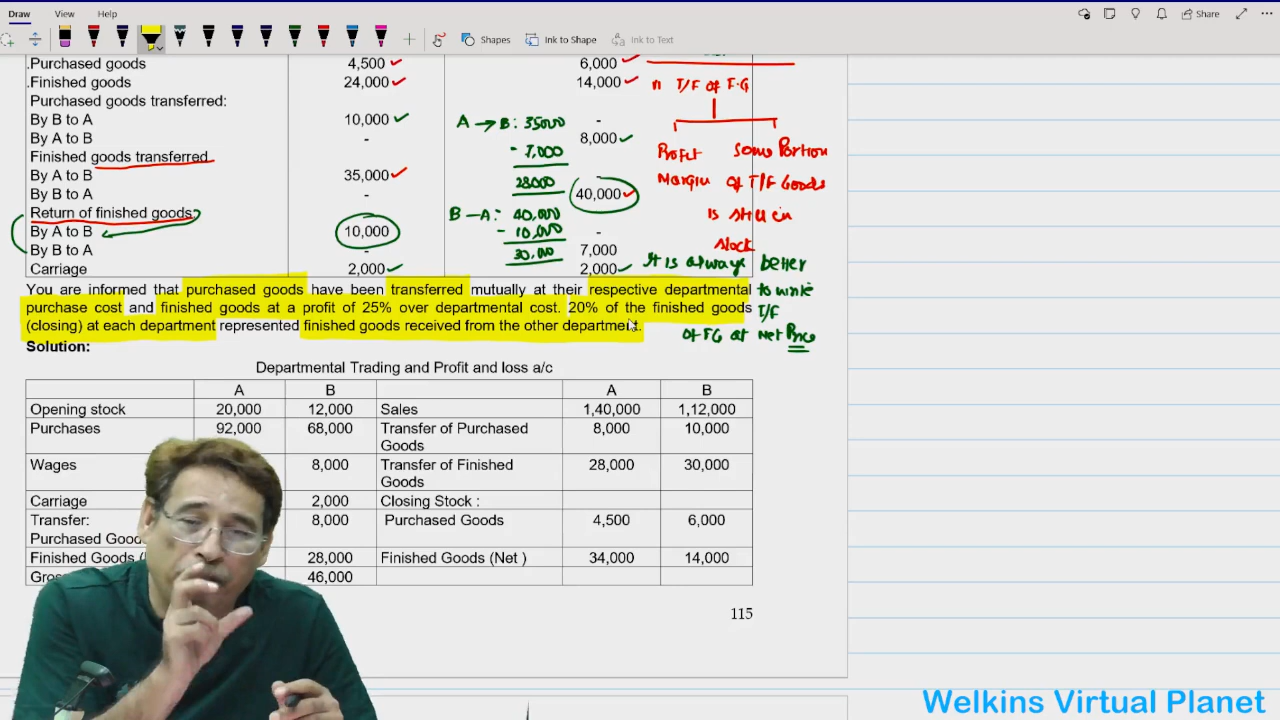 Draw View Help
Share
Shapes Ink to Shape Ink to Text
.Purchased goods 4,500 6,000
.Finished goods 24,000 14,000
n T/F of F.G
Purchased goods transferred:
By B to A 10,000 -
A → B : 35000
By A to B - 8,000
- 7,000
Profit Some Portion
Finished goods transferred
By A to B 35,000 -
28000
Margin of T/F Goods
By B to A - 40,000
Return of finished goods
B — A : 40,000
is still in
By A to B 10,000 -
- 10,000
stock
By B to A - 7,000
30,000
Carriage 2,000 2,000
It is always better
You are informed that purchased goods have been transferred mutually at their respective departmental
to write
purchase cost and finished goods at a profit of 25% over departmental cost. 20% of the finished goods
T/F
(closing) at each department represented finished goods received from the other department.
of FG at Net Price
Solution:
Departmental Trading and Profit and loss a/c
A B A B
Opening stock 20,000 12,000 Sales 1,40,000 1,12,000
Purchases 92,000 68,000 Transfer of Purchased Goods 8,000 10,000
Wages 8,000 Transfer of Finished Goods 28,000 30,000
Carriage 2,000 Closing Stock :
Transfer: 8,000 Purchased Goods 4,500 6,000
Purchased Goo
Finished Goods ( 28,000 Finished Goods (Net ) 34,000 14,000
Gros 46,000
115
Welkins Virtual Planet